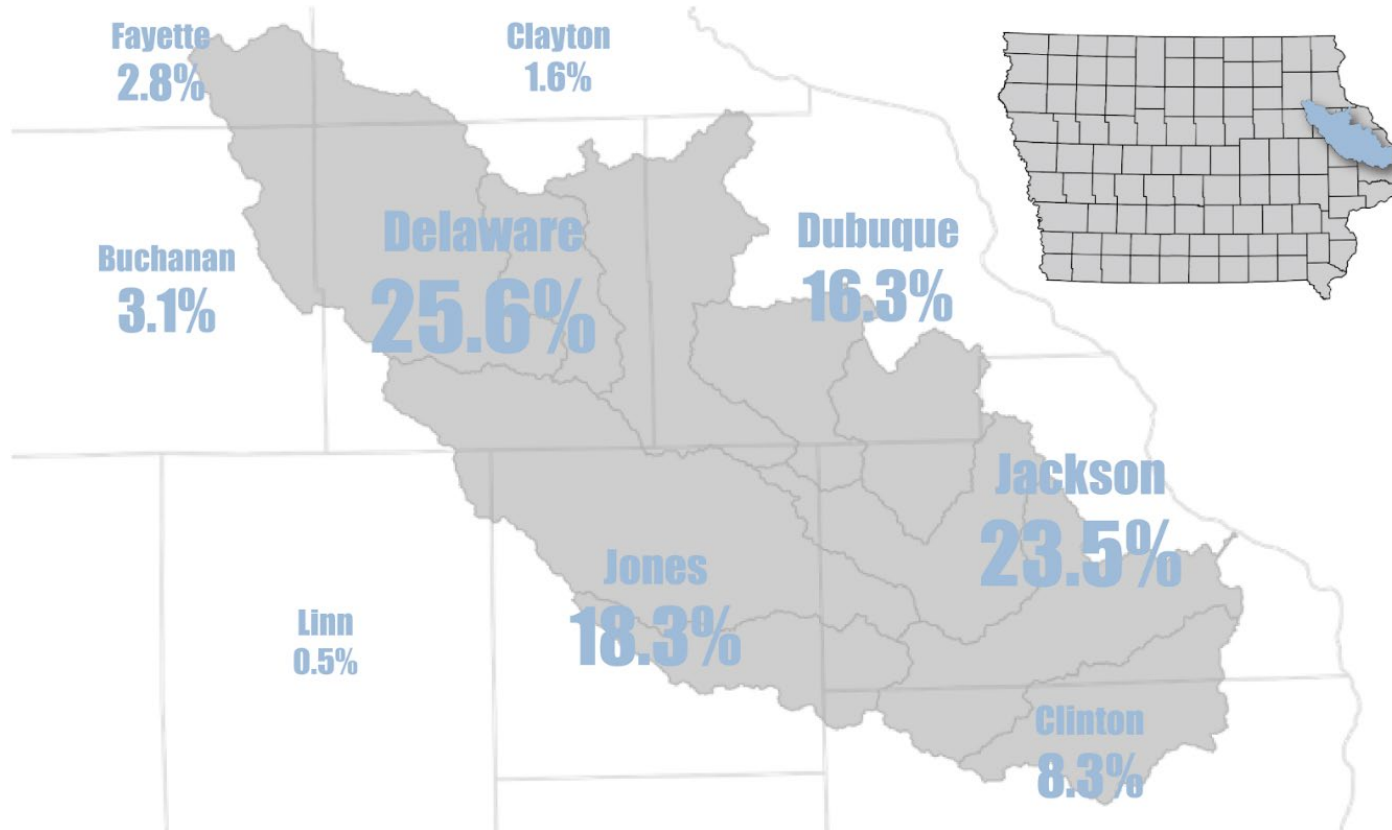 Fayette
2.8%
Clayton
1.6%
Buchanan
3.1%
Delaware
25.6%
Dubuque
16.3%
Jackson
23.5%
Jones
18.3%
Linn
0.5%
Clinton
8.3%